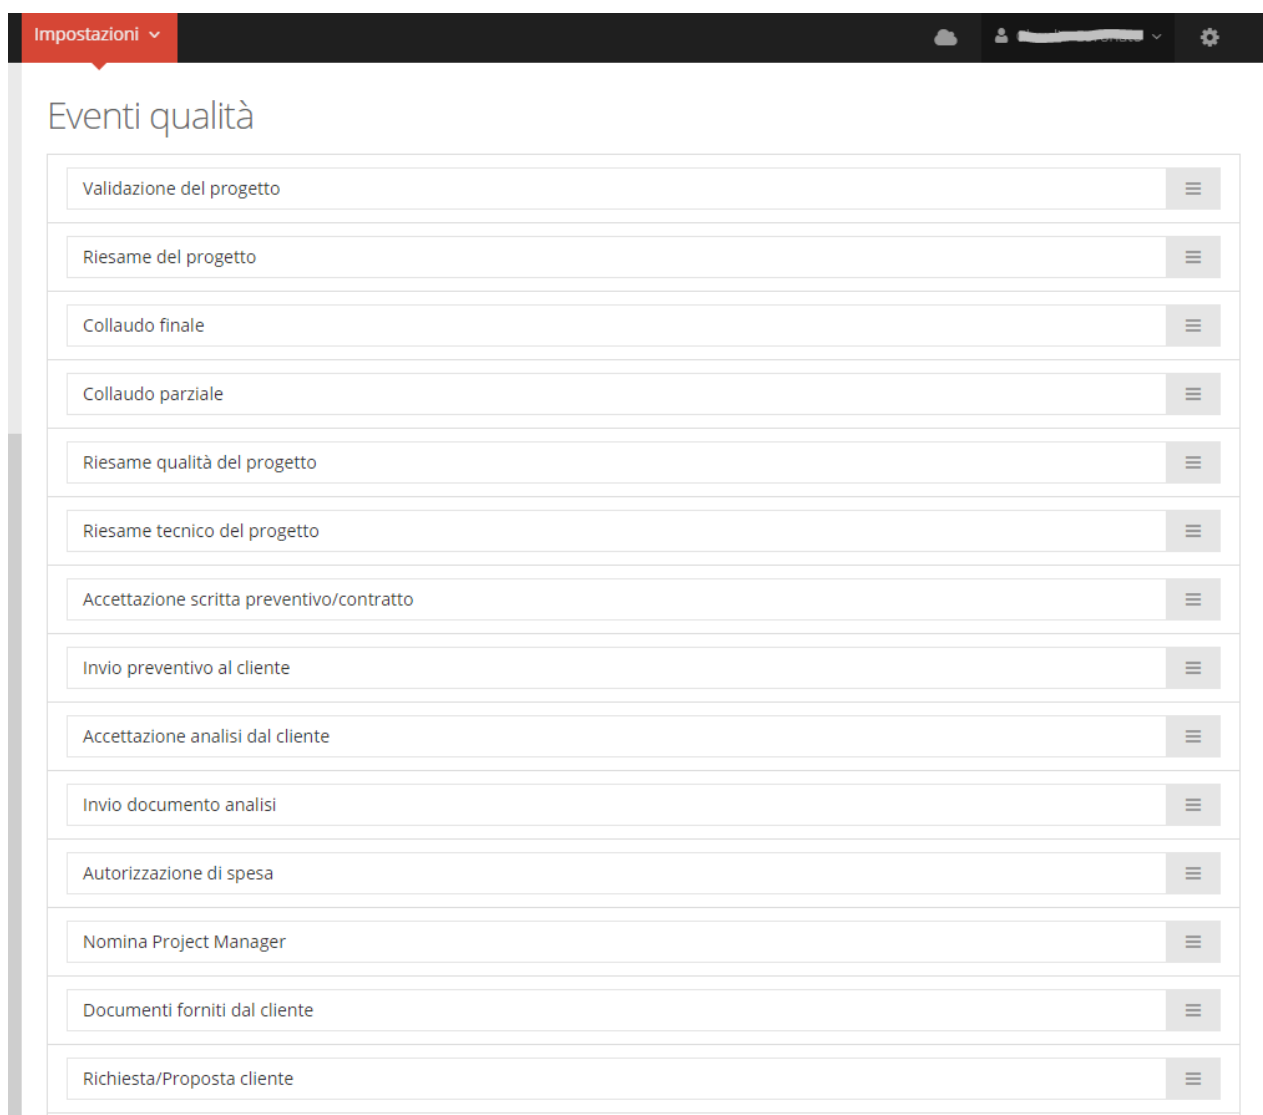 Impostazioni
Eventi qualità
Validazione del progetto
Riesame del progetto
Collaudo finale
Collaudo parziale
Riesame qualità del progetto
Riesame tecnico del progetto
Accettazione scritta preventivo/contratto
Invio preventivo al cliente
Accettazione analisi dal cliente
Invio documento analisi
Autorizzazione di spesa
Nomina Project Manager
Documenti forniti dal cliente
Richiesta/Proposta cliente